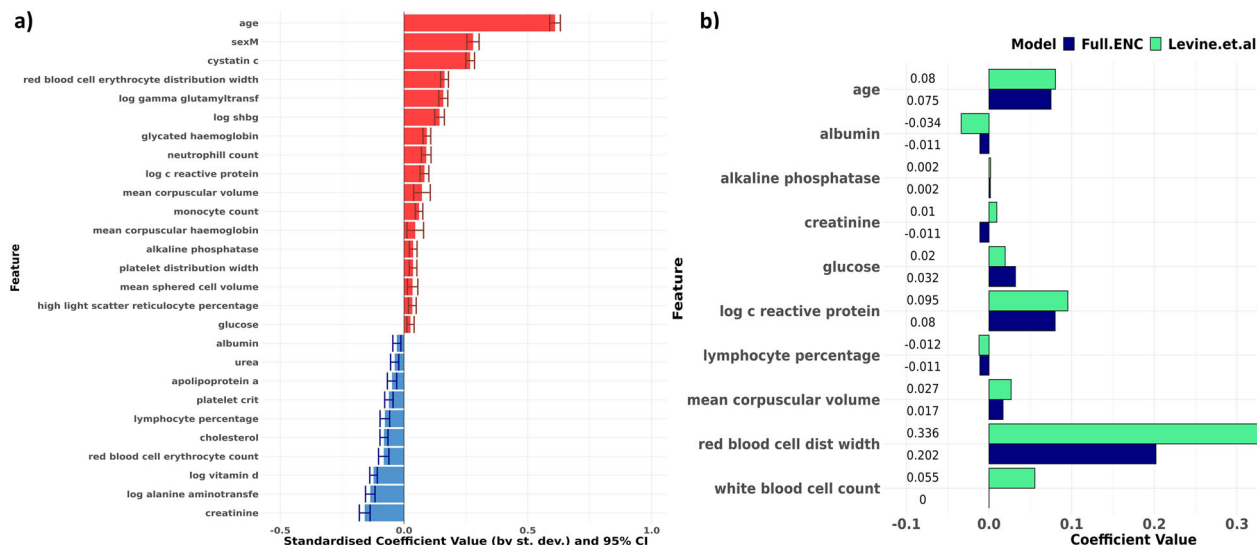 a)
age
sexM
cystatin c
red blood cell erythrocyte distribution width
log gamma glutamyltransf
log shbg
glycated haemoglobin
neutrophill count
log c reactive protein
mean corpuscular volume
monocyte count
mean corpuscular haemoglobin
alkaline phosphatase
platelet distribution width
mean sphered cell volume
high light scatter reticulocyte percentage
glucose
albumin
urea
apolipoprotein a
platelet crit
lymphocyte percentage
cholesterol
red blood cell erythrocyte count
log vitamin d
log alanine aminotransfe
creatinine
Feature
-0.5 0.0 0.5 1.0
Standardised Coefficient Value (by st. dev.) and 95% CI
b)
Model Full.ENC Levine.et.al
age
0.08
0.075
albumin
-0.034
-0.011
alkaline phosphatase
0.002
0.002
creatinine
0.01
-0.011
glucose
0.02
0.032
log c reactive protein
0.095
0.08
lymphocyte percentage
-0.012
-0.011
mean corpuscular volume
0.027
0.017
red blood cell dist width
0.336
0.202
white blood cell count
0.055
0
Feature
-0.1 0.0 0.1 0.2 0.3
Coefficient Value